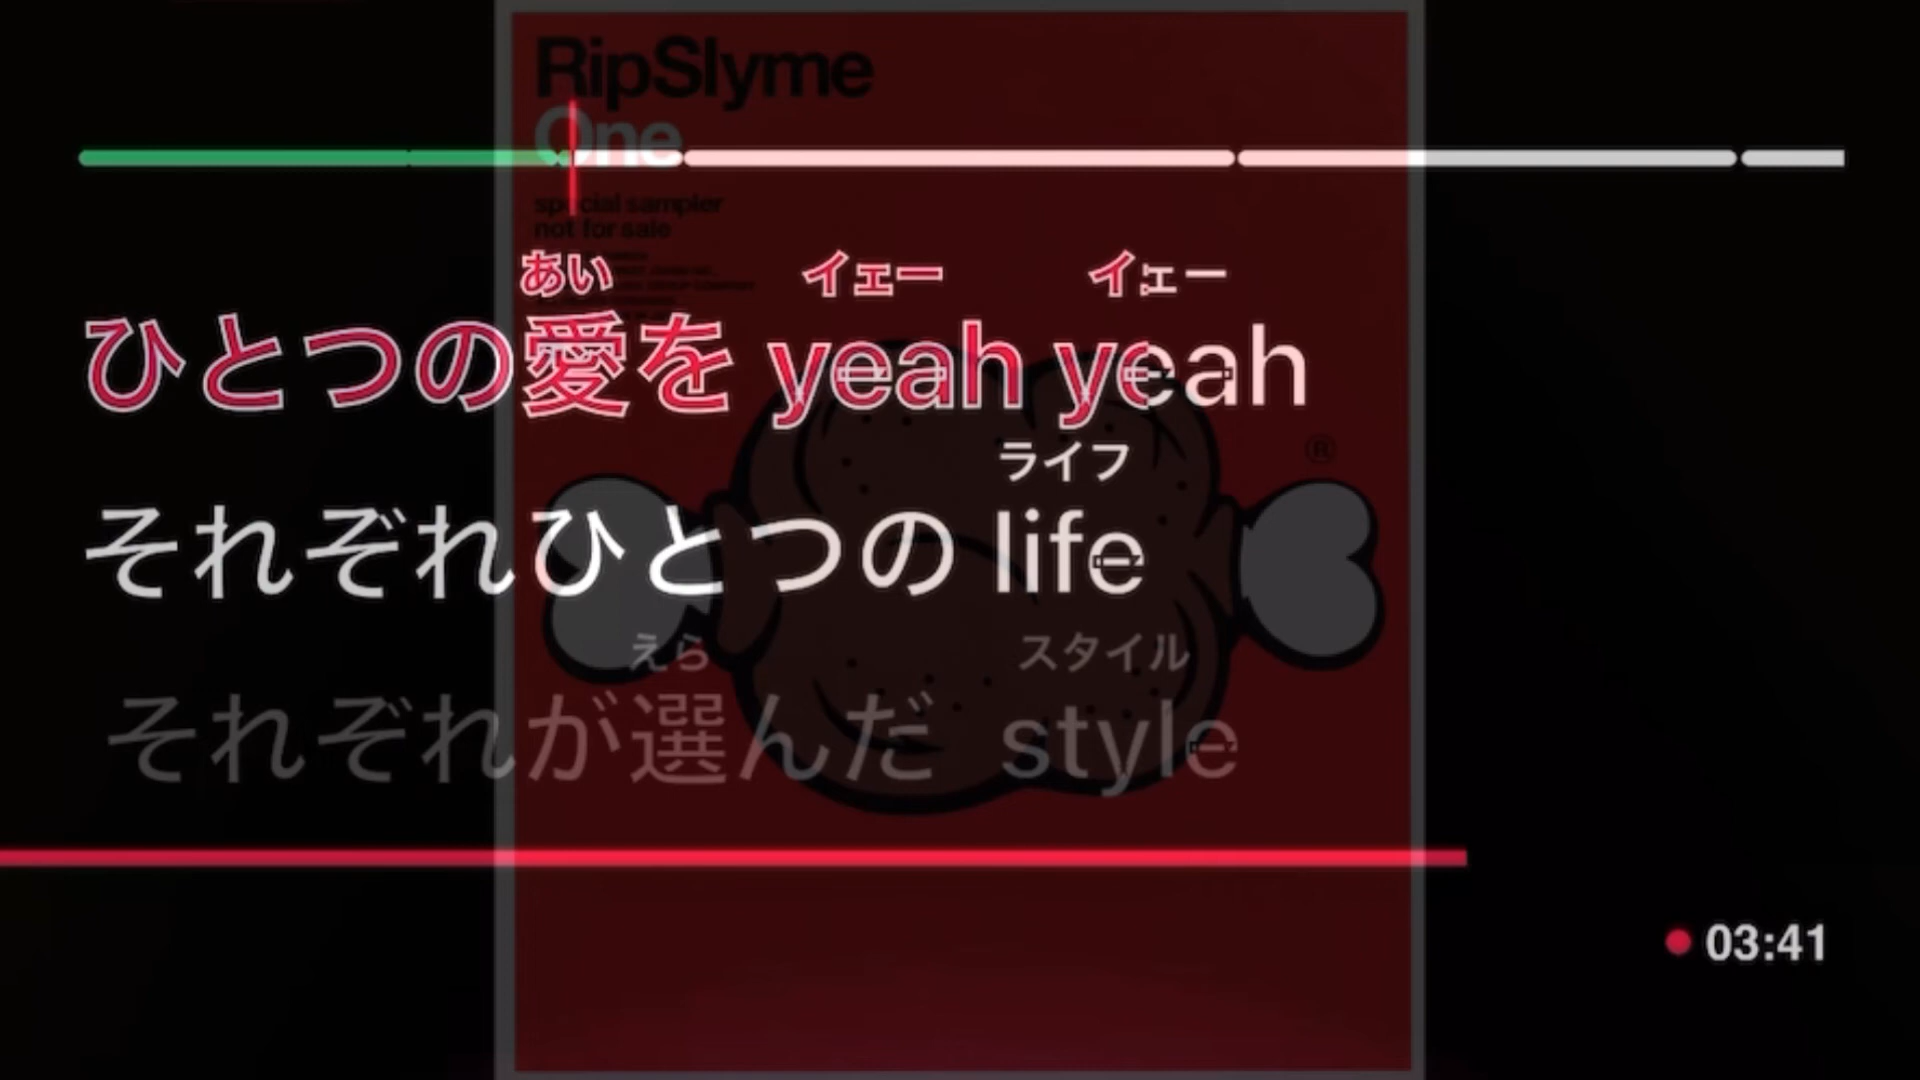 RipSlyme
One
special sampler
not for sale
あい イェー イェー
ひとつの愛を yeah yeah
®
ライフ
それぞれひとつの life
えら スタイル
それぞれが選んだ style
03:41